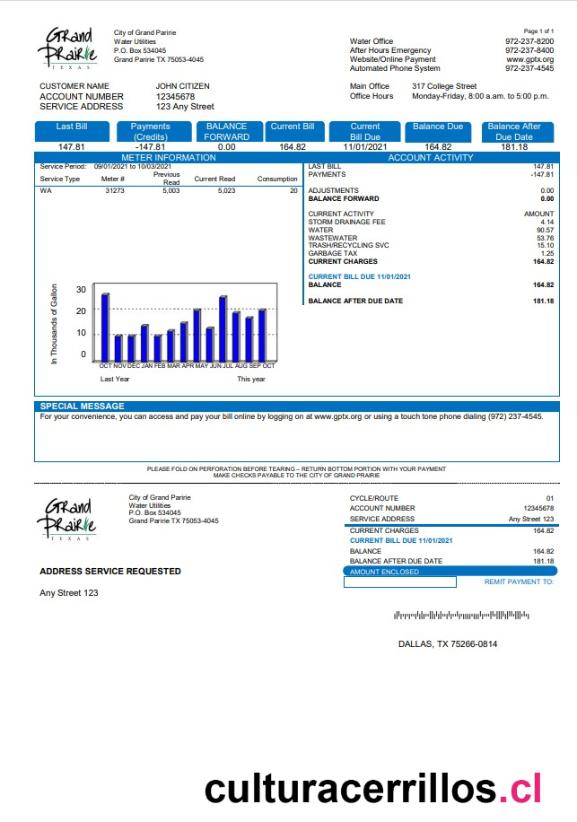 Grand Prairie
TEXAS
City of Grand Paririe
Water Utilities
P.O. Box 534045
Grand Paririe TX 75053-4045
Page 1 of 1
Water Office 972-237-8200
After Hours Emergency 972-237-8400
Website/Online Payment www.gptx.org
Automated Phone System 972-237-4545
CUSTOMER NAME JOHN CITIZEN
ACCOUNT NUMBER 12345678
SERVICE ADDRESS 123 Any Street
Main Office 317 College Street
Office Hours Monday-Friday, 8:00 a.am. to 5:00 p.m.
Last Bill Payments (Credits) BALANCE FORWARD Current Bill Current Bill Due Balance Due Balance After Due Date
147.81 -147.81 0.00 164.82 11/01/2021 164.82 181.18
METER INFORMATION
Service Period: 09/01/2021 to 10/03/2021
Service Type Meter # Previous Read Current Read Consumption
WA 31273 5,003 5,023 20
In Thousands of Gallon
30
20
10
0
OCT NOV DEC JAN FEB MAR APR MAY JUN JUL AUG SEP OCT
Last Year This year
ACCOUNT ACTIVITY
LAST BILL 147.81
PAYMENTS -147.81
ADJUSTMENTS 0.00
BALANCE FORWARD 0.00
CURRENT ACTIVITY AMOUNT
STORM DRAINAGE FEE 4.14
WATER 90.57
WASTEWATER 53.76
TRASH/RECYCLING SVC 15.10
GARBAGE TAX 1.25
CURRENT CHARGES 164.82
CURRENT BILL DUE 11/01/2021
BALANCE 164.82
BALANCE AFTER DUE DATE 181.18
SPECIAL MESSAGE
For your convenience, you can access and pay your bill online by logging on at www.gptx.org or using a touch tone phone dialing (972) 237-4545.
PLEASE FOLD ON PERFORATION BEFORE TEARING – RETURN BOTTOM PORTION WITH YOUR PAYMENT
MAKE CHECKS PAYABLE TO THE CITY OF GRAND PRAIRIE
Grand Prairie
TEXAS
City of Grand Paririe
Water Utilities
P.O. Box 534045
Grand Paririe TX 75053-4045
CYCLE/ROUTE 01
ACCOUNT NUMBER 12345678
SERVICE ADDRESS Any Street 123
CURRENT CHARGES 164.82
CURRENT BILL DUE 11/01/2021
BALANCE 164.82
BALANCE AFTER DUE DATE 181.18
AMOUNT ENCLOSED
REMIT PAYMENT TO:
ADDRESS SERVICE REQUESTED
Any Street 123
DALLAS, TX 75266-0814
culturacerrillos.cl